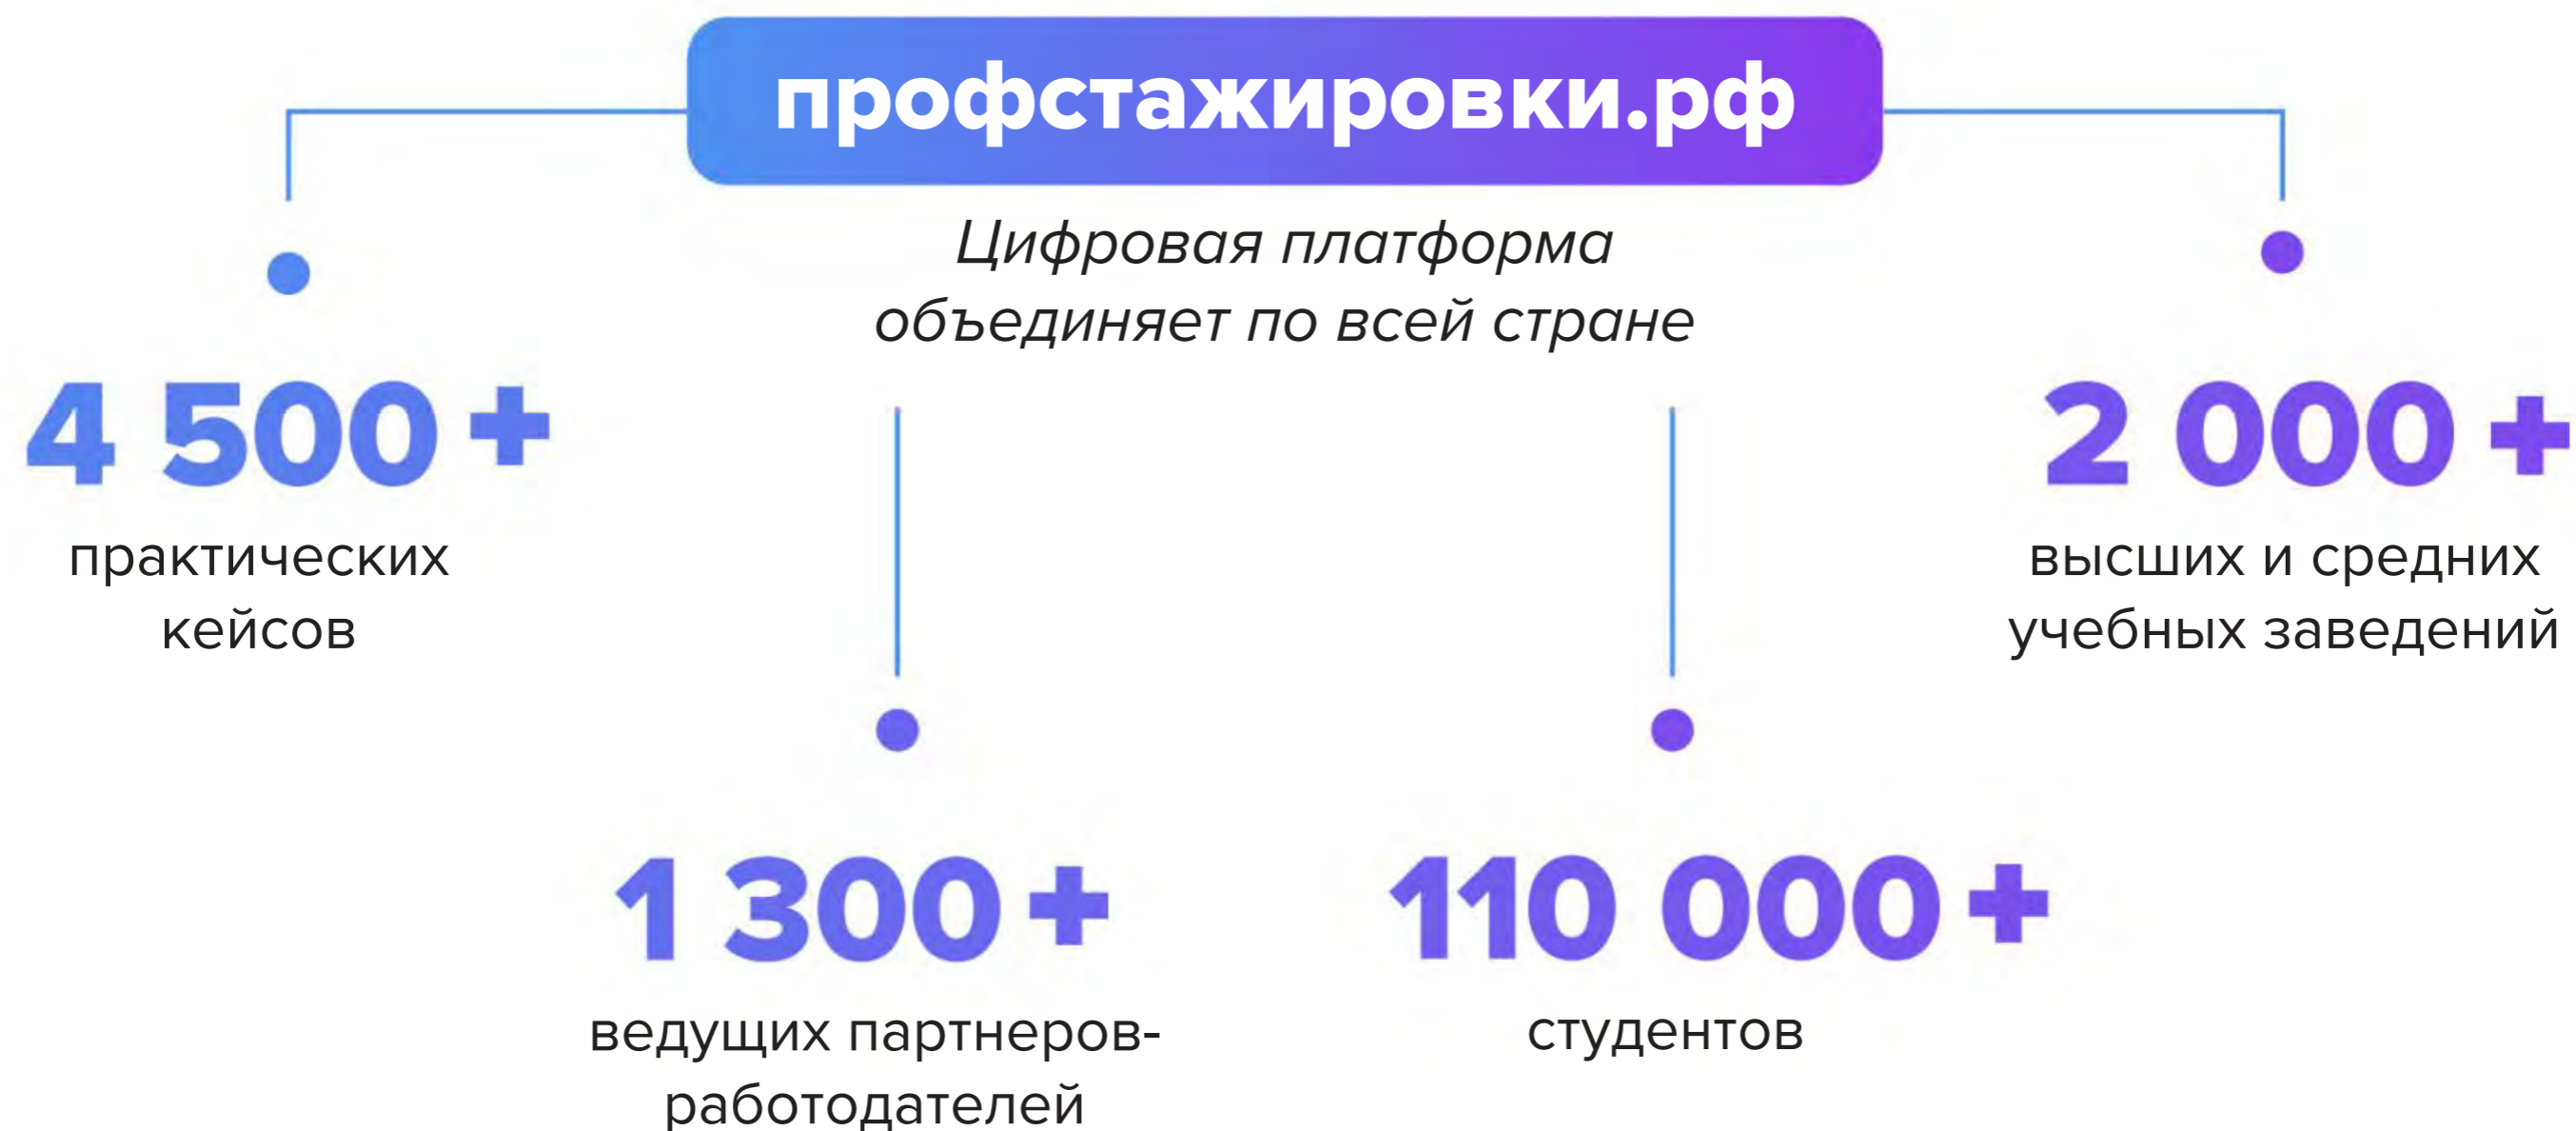 профстажировки.рф
Цифровая платформа
объединяет по всей стране
4 500 +
практических
кейсов
1 300 +
ведущих партнеров-
работодателей
110 000 +
студентов
2 000 +
высших и средних
учебных заведений